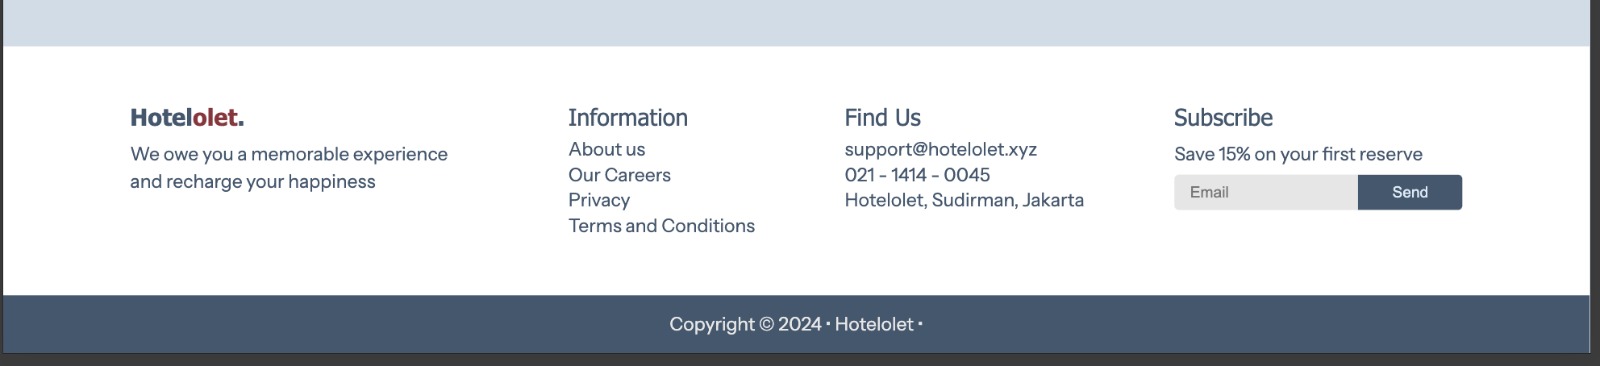 Hotelolet.
We owe you a memorable experience
and recharge your happiness
Information
About us
Our Careers
Privacy
Terms and Conditions
Find Us
support@hotelolet.xyz
021 - 1414 - 0045
Hotelolet, Sudirman, Jakarta
Subscribe
Save 15% on your first reserve
Email
Send
Copyright © 2024 • Hotelolet •